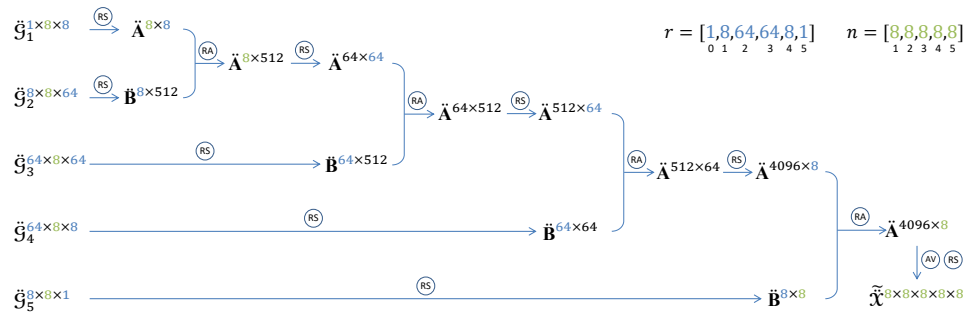 𝒢̈₁^{1×8×8} RS Ä^{8×8} r = [1,8,64,64,8,1] n = [8,8,8,8,8]
0 1 2 3 4 5 1 2 3 4 5
RA Ä^{8×512} RS Ä^{64×64}
𝒢̈₂^{8×8×64} RS B̈^{8×512}
RA Ä^{64×512} RS Ä^{512×64}
𝒢̈₃^{64×8×64} RS B̈^{64×512}
RA Ä^{512×64} RS Ä^{4096×8}
𝒢̈₄^{64×8×8} RS B̈^{64×64}
RA Ä^{4096×8}
AV RS
𝒢̈₅^{8×8×1} RS B̈^{8×8} 𝒳̃̈^{8×8×8×8×8}